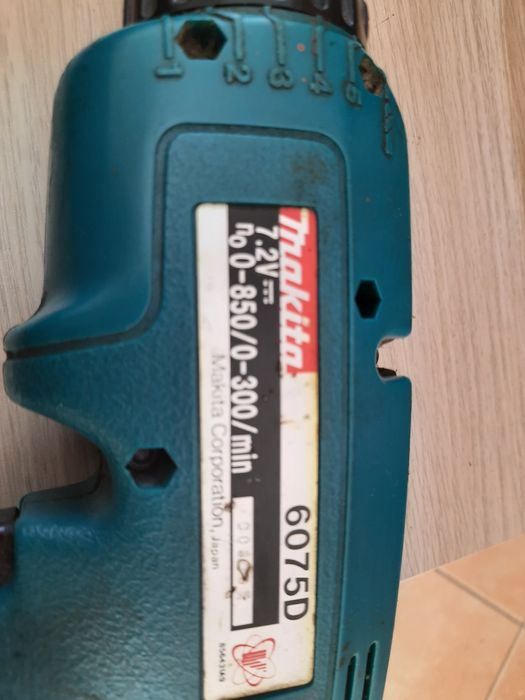 1 2 3 4 5
makita
7.2V⎓
n₀ 0-850/0-300/min
Makita Corporation, Japan
6075D